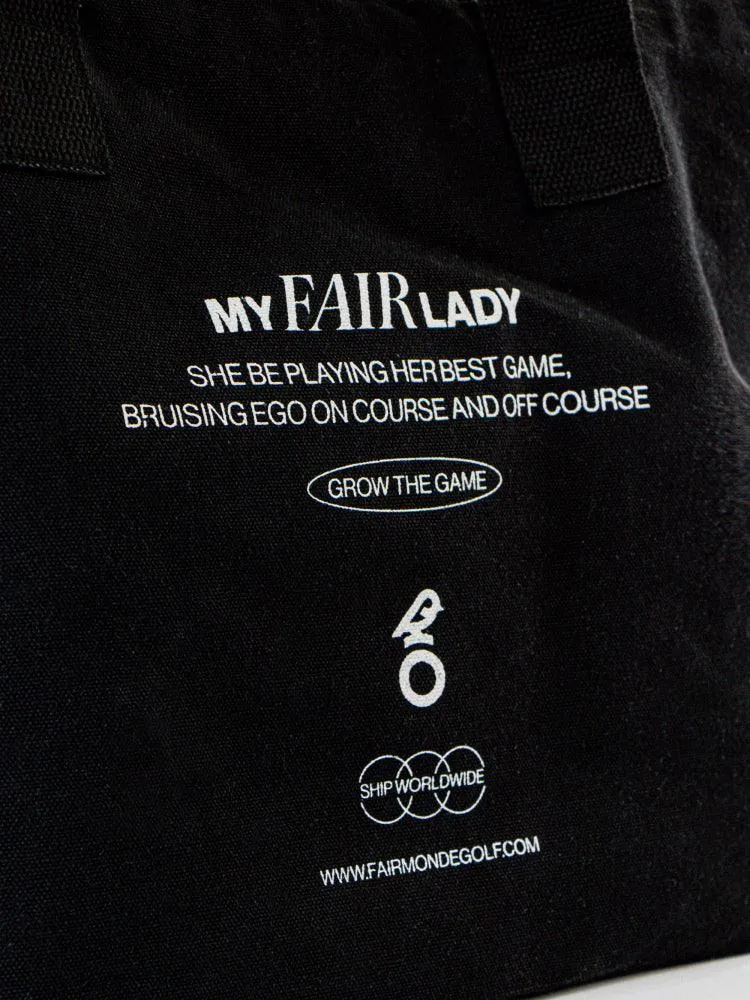 MY FAIR LADY
SHE BE PLAYING HER BEST GAME,
BRUISING EGO ON COURSE AND OFF COURSE
GROW THE GAME
SHIP WORLDWIDE
WWW.FAIRMONDEGOLF.COM